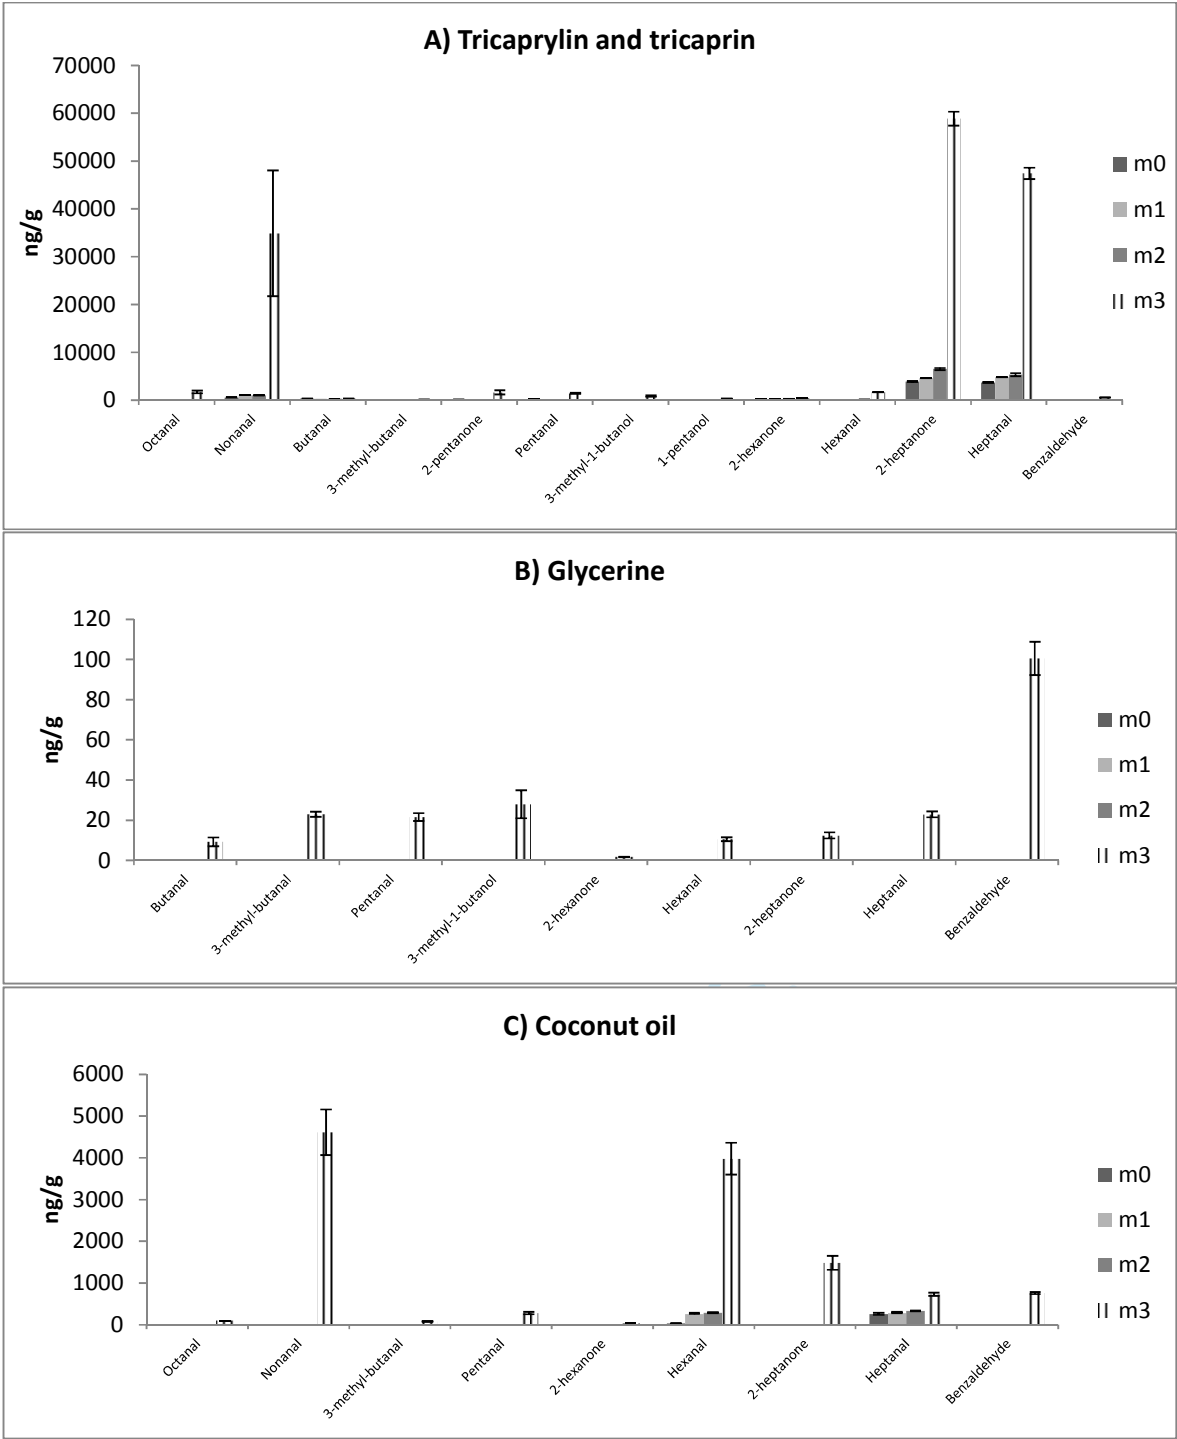 A) Tricaprylin and tricaprin
70000
60000
50000
40000
30000
20000
10000
0
ng/g
Octanal
Nonanal
Butanal
3-methyl-butanal
2-pentanone
Pentanal
3-methyl-1-butanol
1-pentanol
2-hexanone
Hexanal
2-heptanone
Heptanal
Benzaldehyde
m0
m1
m2
m3
B) Glycerine
120
100
80
60
40
20
0
ng/g
Butanal
3-methyl-butanal
Pentanal
3-methyl-1-butanol
2-hexanone
Hexanal
2-heptanone
Heptanal
Benzaldehyde
m0
m1
m2
m3
C) Coconut oil
6000
5000
4000
3000
2000
1000
0
ng/g
Octanal
Nonanal
3-methyl-butanal
Pentanal
2-hexanone
Hexanal
2-heptanone
Heptanal
Benzaldehyde
m0
m1
m2
m3